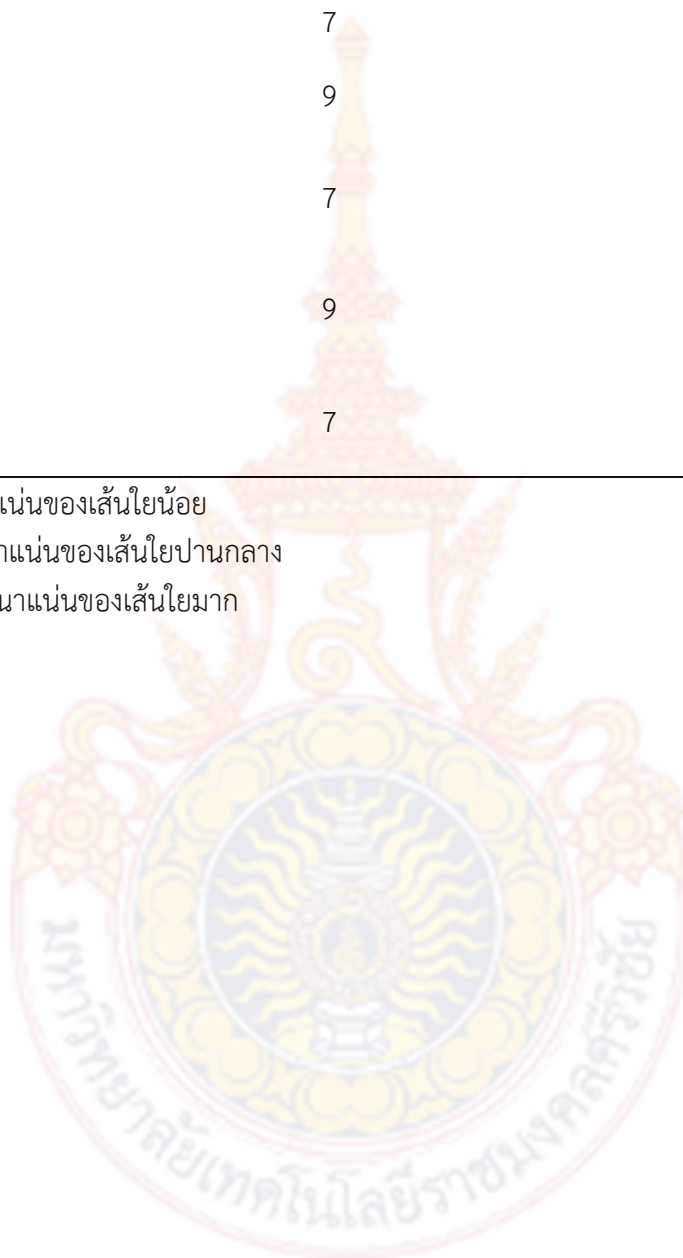 7
9
7
9
7
แน่นของเส้นใยน้อย
าแน่นของเส้นใยปานกลาง
นาแน่นของเส้นใยมาก
มหาวิทยาลัยเทคโนโลยีราชมงคลศรีวิชัย